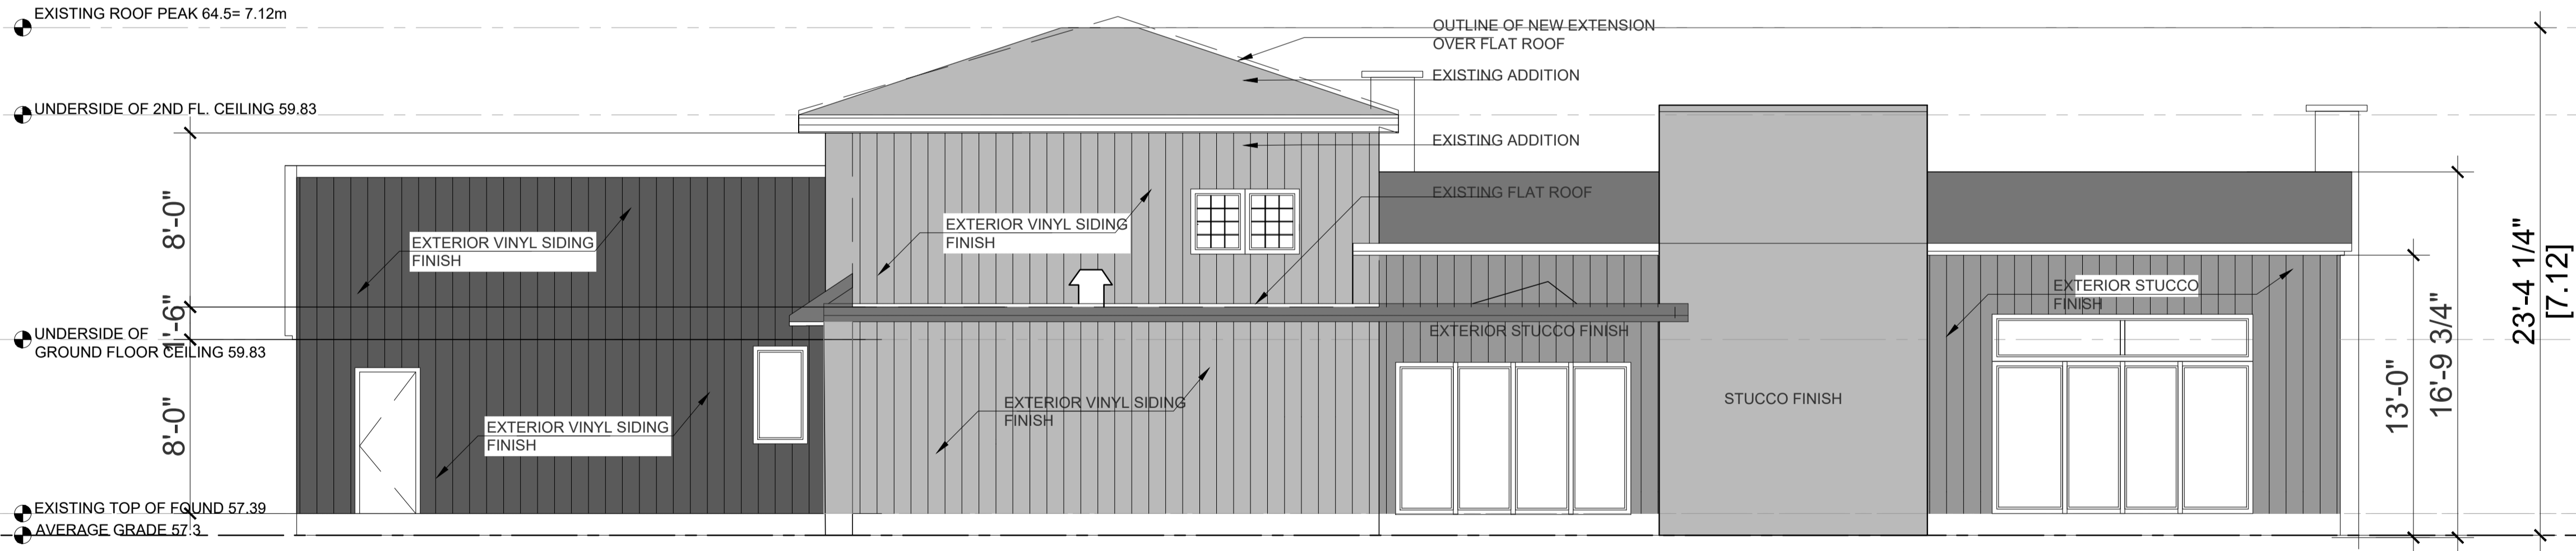 EXISTING ROOF PEAK 64.5= 7.12m
OUTLINE OF NEW EXTENSION
OVER FLAT ROOF
EXISTING ADDITION
UNDERSIDE OF 2ND FL. CEILING 59.83
EXISTING ADDITION
EXISTING FLAT ROOF
8'-0"
EXTERIOR VINYL SIDING
FINISH
EXTERIOR VINYL SIDING
FINISH
EXTERIOR STUCCO
FINISH
23'-4 1/4"
[7.12]
1'-6"
UNDERSIDE OF
GROUND FLOOR CEILING 59.83
EXTERIOR STUCCO FINISH
16'-9 3/4"
13'-0"
8'-0"
EXTERIOR VINYL SIDING
FINISH
EXTERIOR VINYL SIDING
FINISH
STUCCO FINISH
EXISTING TOP OF FOUND 57.39
AVERAGE GRADE 57.3